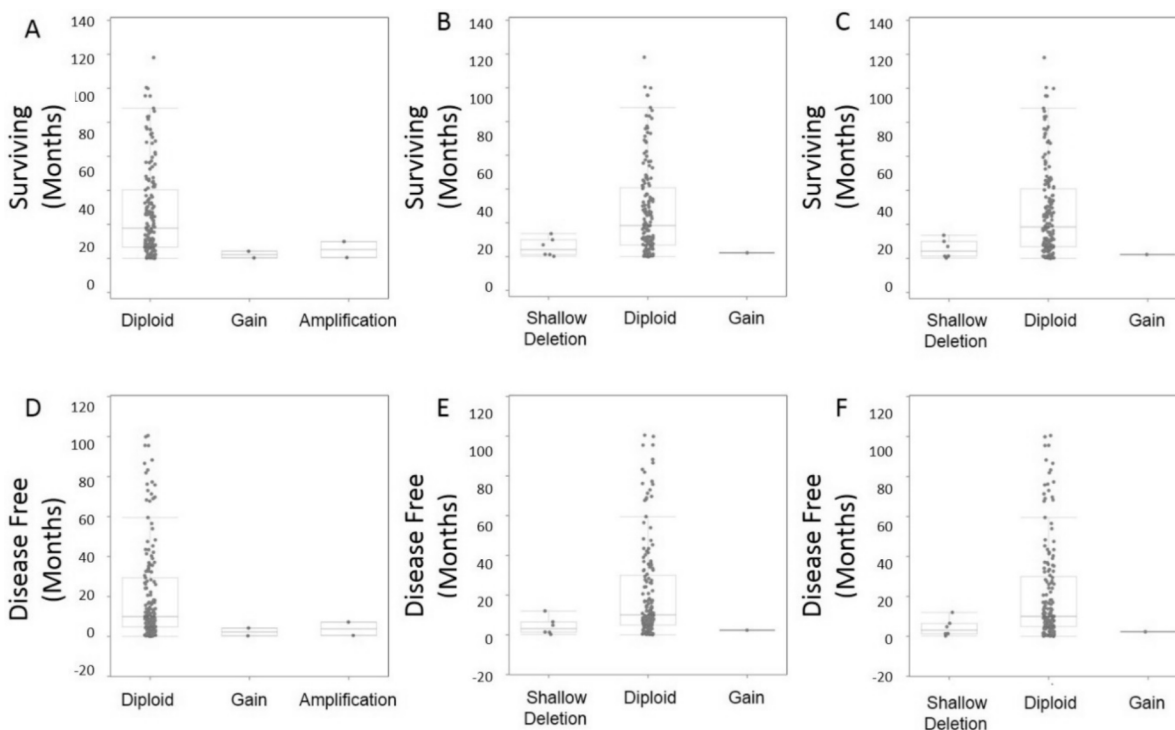 A
Surviving
(Months)
140
120
100
80
60
40
20
0
Diploid
Gain
Amplification
B
Surviving
(Months)
140
120
100
80
60
40
20
0
Shallow
Deletion
Diploid
Gain
C
Surviving
(Months)
140
120
100
80
60
40
20
0
Shallow
Deletion
Diploid
Gain
D
Disease Free
(Months)
120
100
80
60
40
20
0
-20
Diploid
Gain
Amplification
E
Disease Free
(Months)
120
100
80
60
40
20
0
-20
Shallow
Deletion
Diploid
Gain
F
Disease Free
(Months)
120
100
80
60
40
20
0
-20
Shallow
Deletion
Diploid
Gain